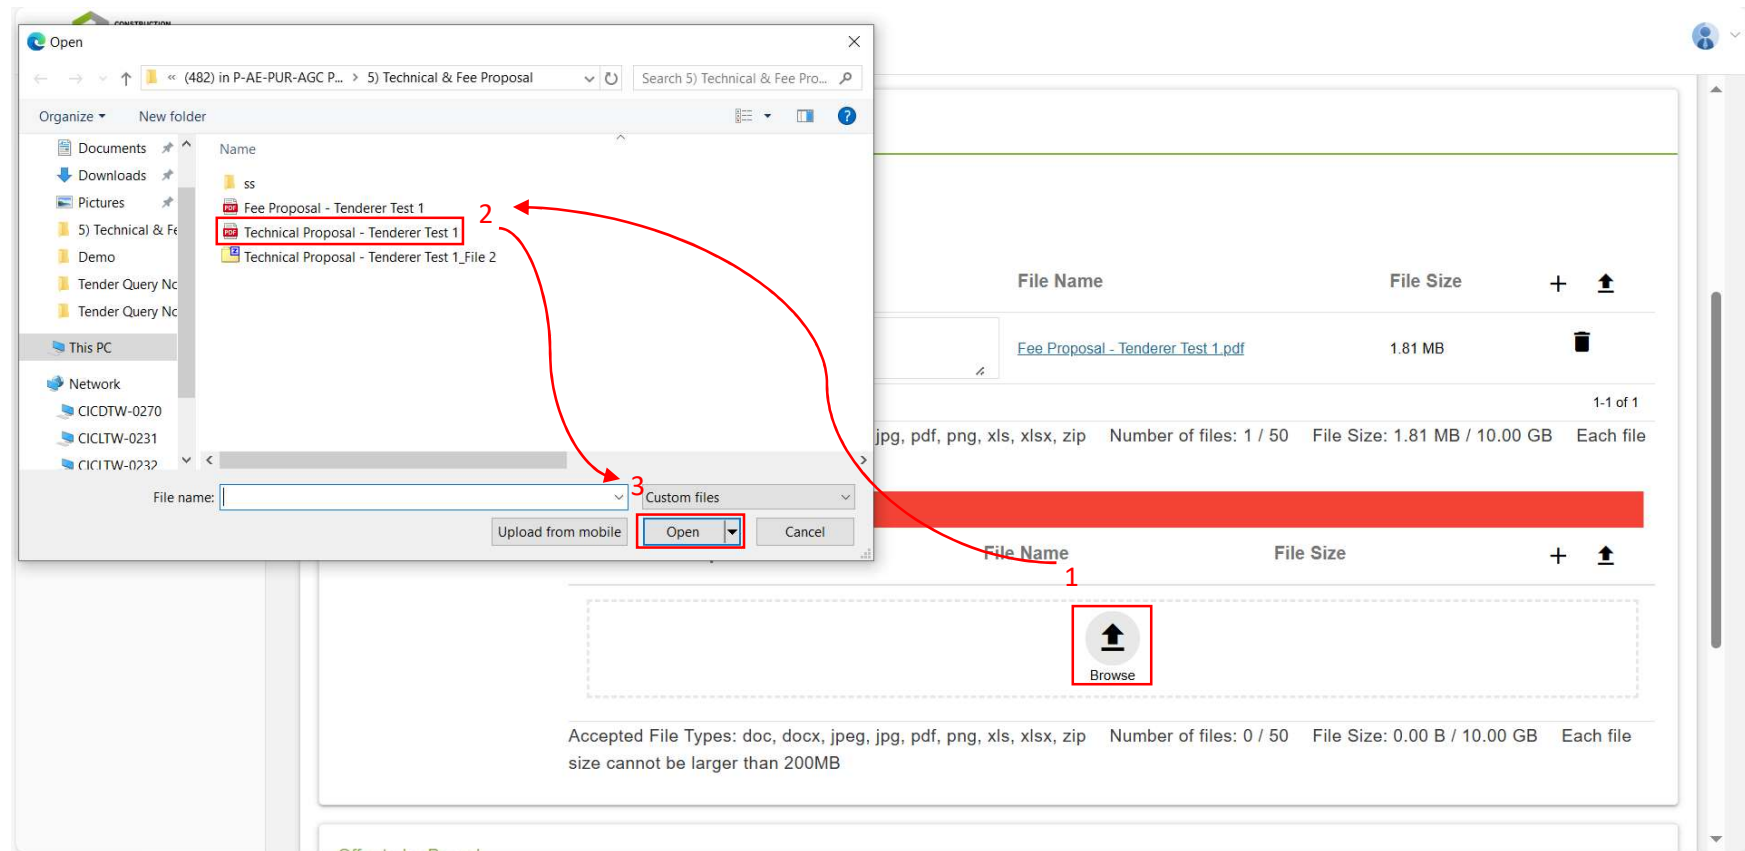 CONSTRUCTION
Open
« (482) in P-AE-PUR-AGC P... > 5) Technical & Fee Proposal
Search 5) Technical & Fee Pro...
Organize
New folder
Documents
Downloads
Pictures
5) Technical & Fe
Demo
Tender Query Nc
Tender Query Nc
This PC
Network
CICDTW-0270
CICLTW-0231
CICLTW-0232
Name
ss
Fee Proposal - Tenderer Test 1
Technical Proposal - Tenderer Test 1
Technical Proposal - Tenderer Test 1_File 2
2
File name:
3
Custom files
Upload from mobile
Open
Cancel
File Name
File Size
Fee Proposal - Tenderer Test 1.pdf
1.81 MB
1-1 of 1
jpg, pdf, png, xls, xlsx, zip Number of files: 1 / 50 File Size: 1.81 MB / 10.00 GB Each file
File Name
File Size
1
Browse
Accepted File Types: doc, docx, jpeg, jpg, pdf, png, xls, xlsx, zip Number of files: 0 / 50 File Size: 0.00 B / 10.00 GB Each file
size cannot be larger than 200MB